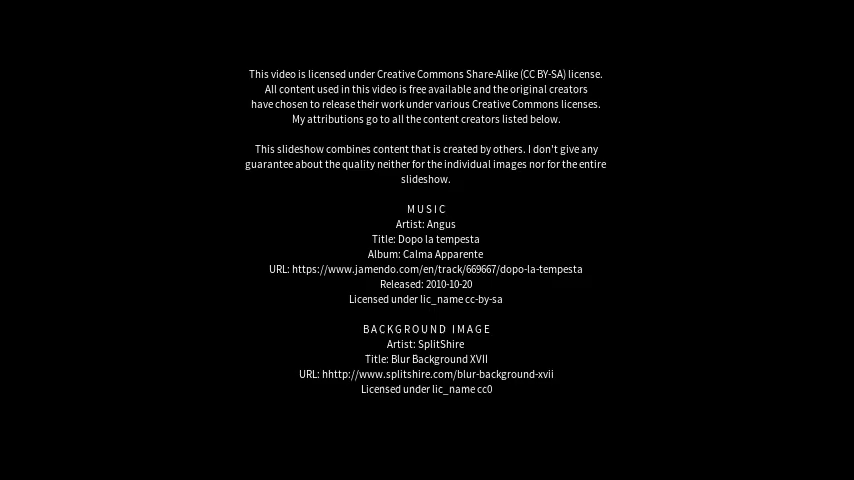 This video is licensed under Creative Commons Share-Alike (CC BY-SA) license.
All content used in this video is free available and the original creators
have chosen to release their work under various Creative Commons licenses.
My attributions go to all the content creators listed below.
This slideshow combines content that is created by others. I don't give any
guarantee about the quality neither for the individual images nor for the entire
slideshow.
MUSIC
Artist: Angus
Title: Dopo la tempesta
Album: Calma Apparente
URL: https://www.jamendo.com/en/track/669667/dopo-la-tempesta
Released: 2010-10-20
Licensed under lic_name cc-by-sa
BACKGROUND IMAGE
Artist: SplitShire
Title: Blur Background XVII
URL: hhttp://www.splitshire.com/blur-background-xvii
Licensed under lic_name cc0